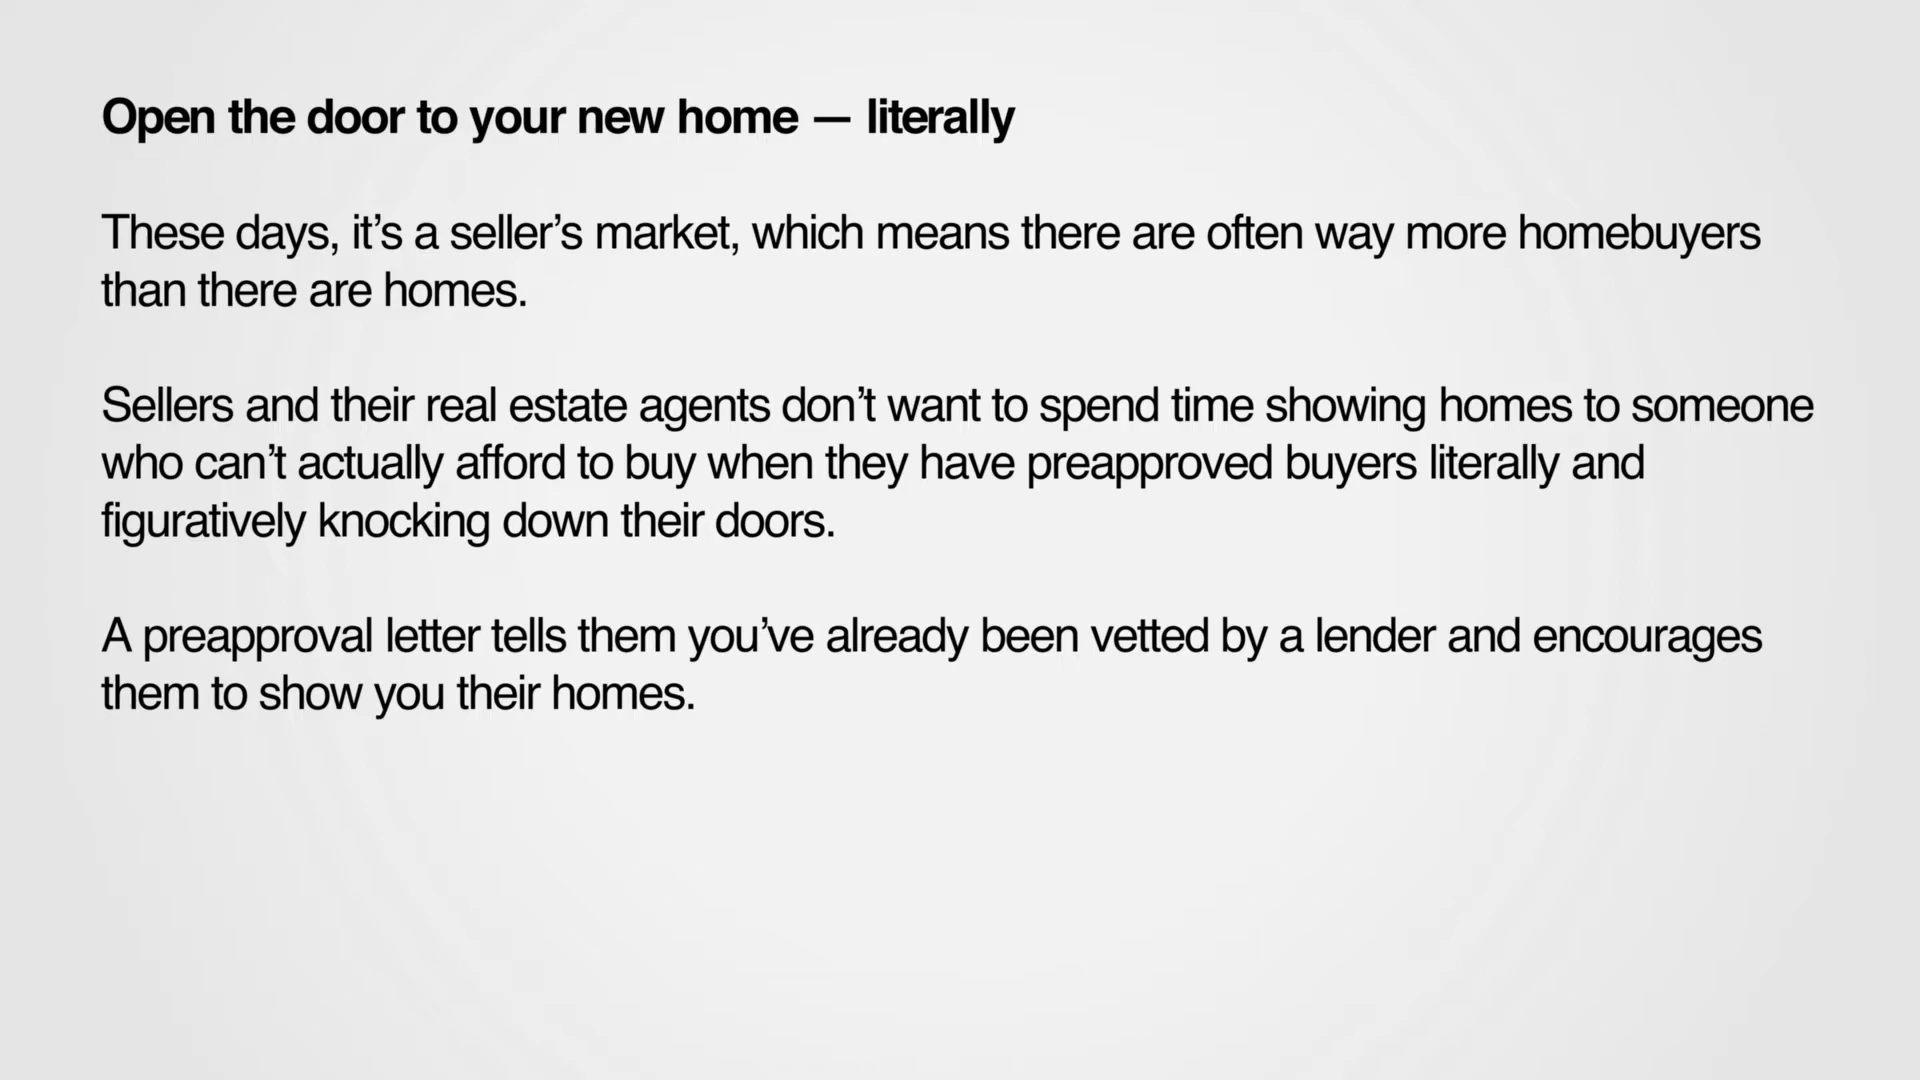 Open the door to your new home — literally
These days, it’s a seller’s market, which means there are often way more homebuyers
than there are homes.
Sellers and their real estate agents don’t want to spend time showing homes to someone
who can’t actually afford to buy when they have preapproved buyers literally and
figuratively knocking down their doors.
A preapproval letter tells them you’ve already been vetted by a lender and encourages
them to show you their homes.